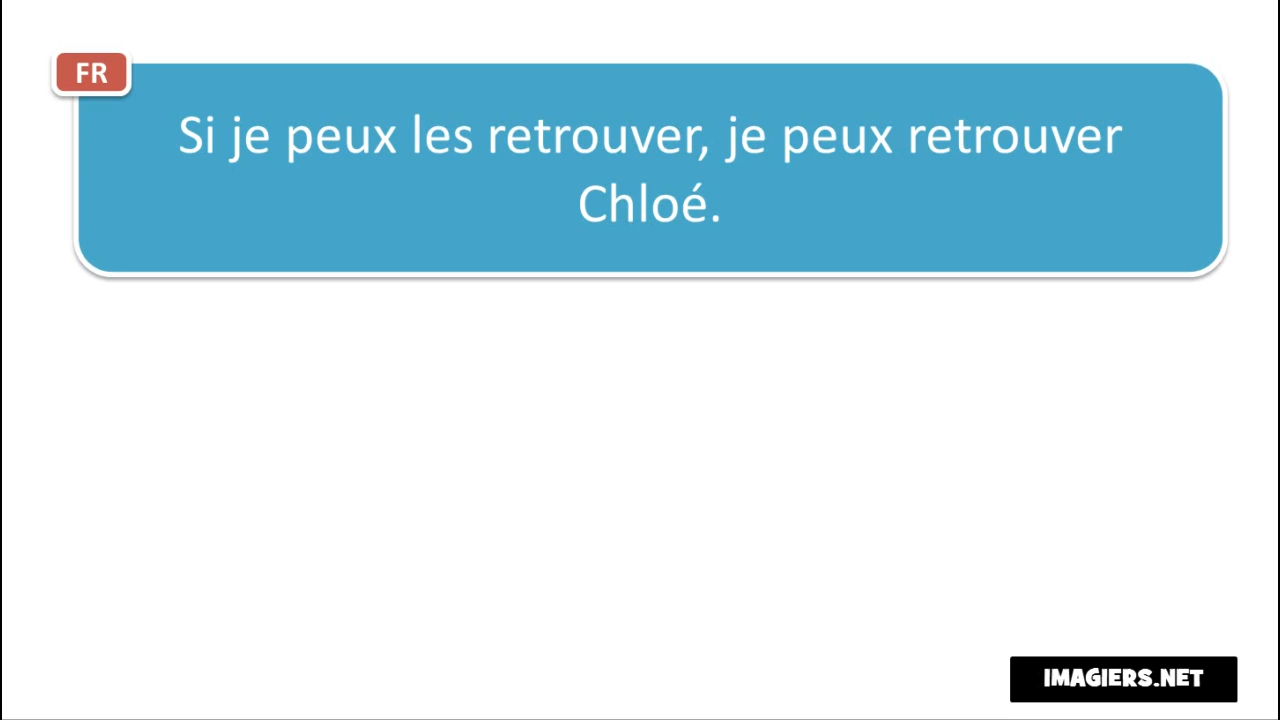 FR
Si je peux les retrouver, je peux retrouver
Chloé.
IMAGIERS.NET